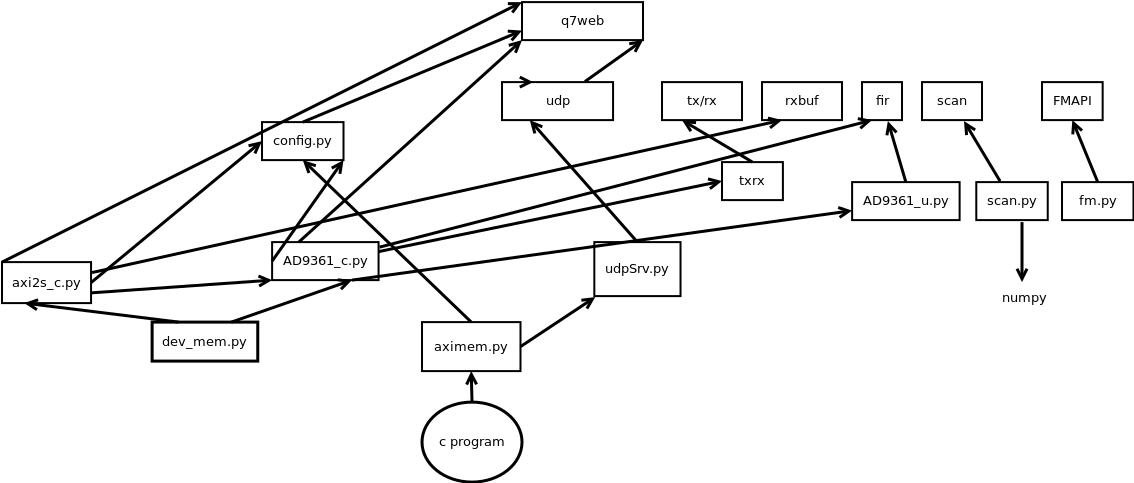 q7web
udp
tx/rx
rxbuf
fir
scan
FMAPI
config.py
txrx
AD9361_u.py
scan.py
fm.py
axi2s_c.py
AD9361_c.py
udpSrv.py
numpy
dev_mem.py
aximem.py
c program